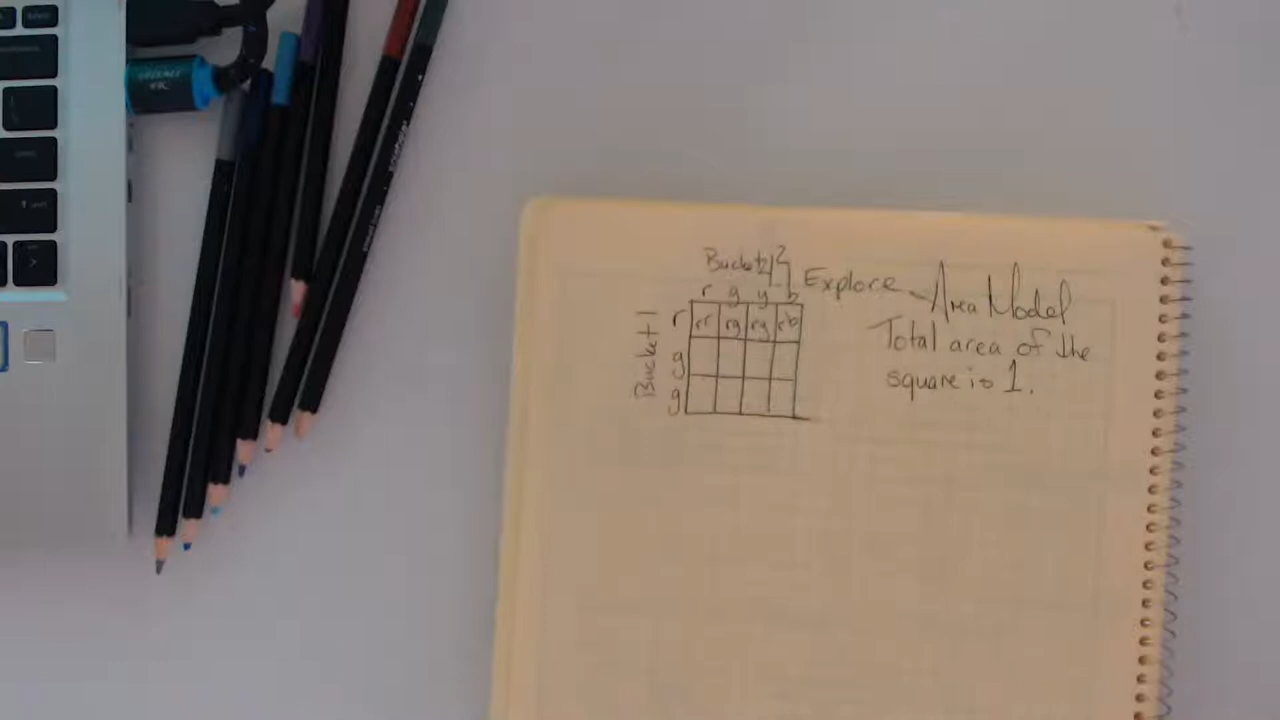 Bucket 2
Explore - Area Model
r g y b
r rr rg ry rb
g
g
Bucket 1
Total area of the
square is 1.